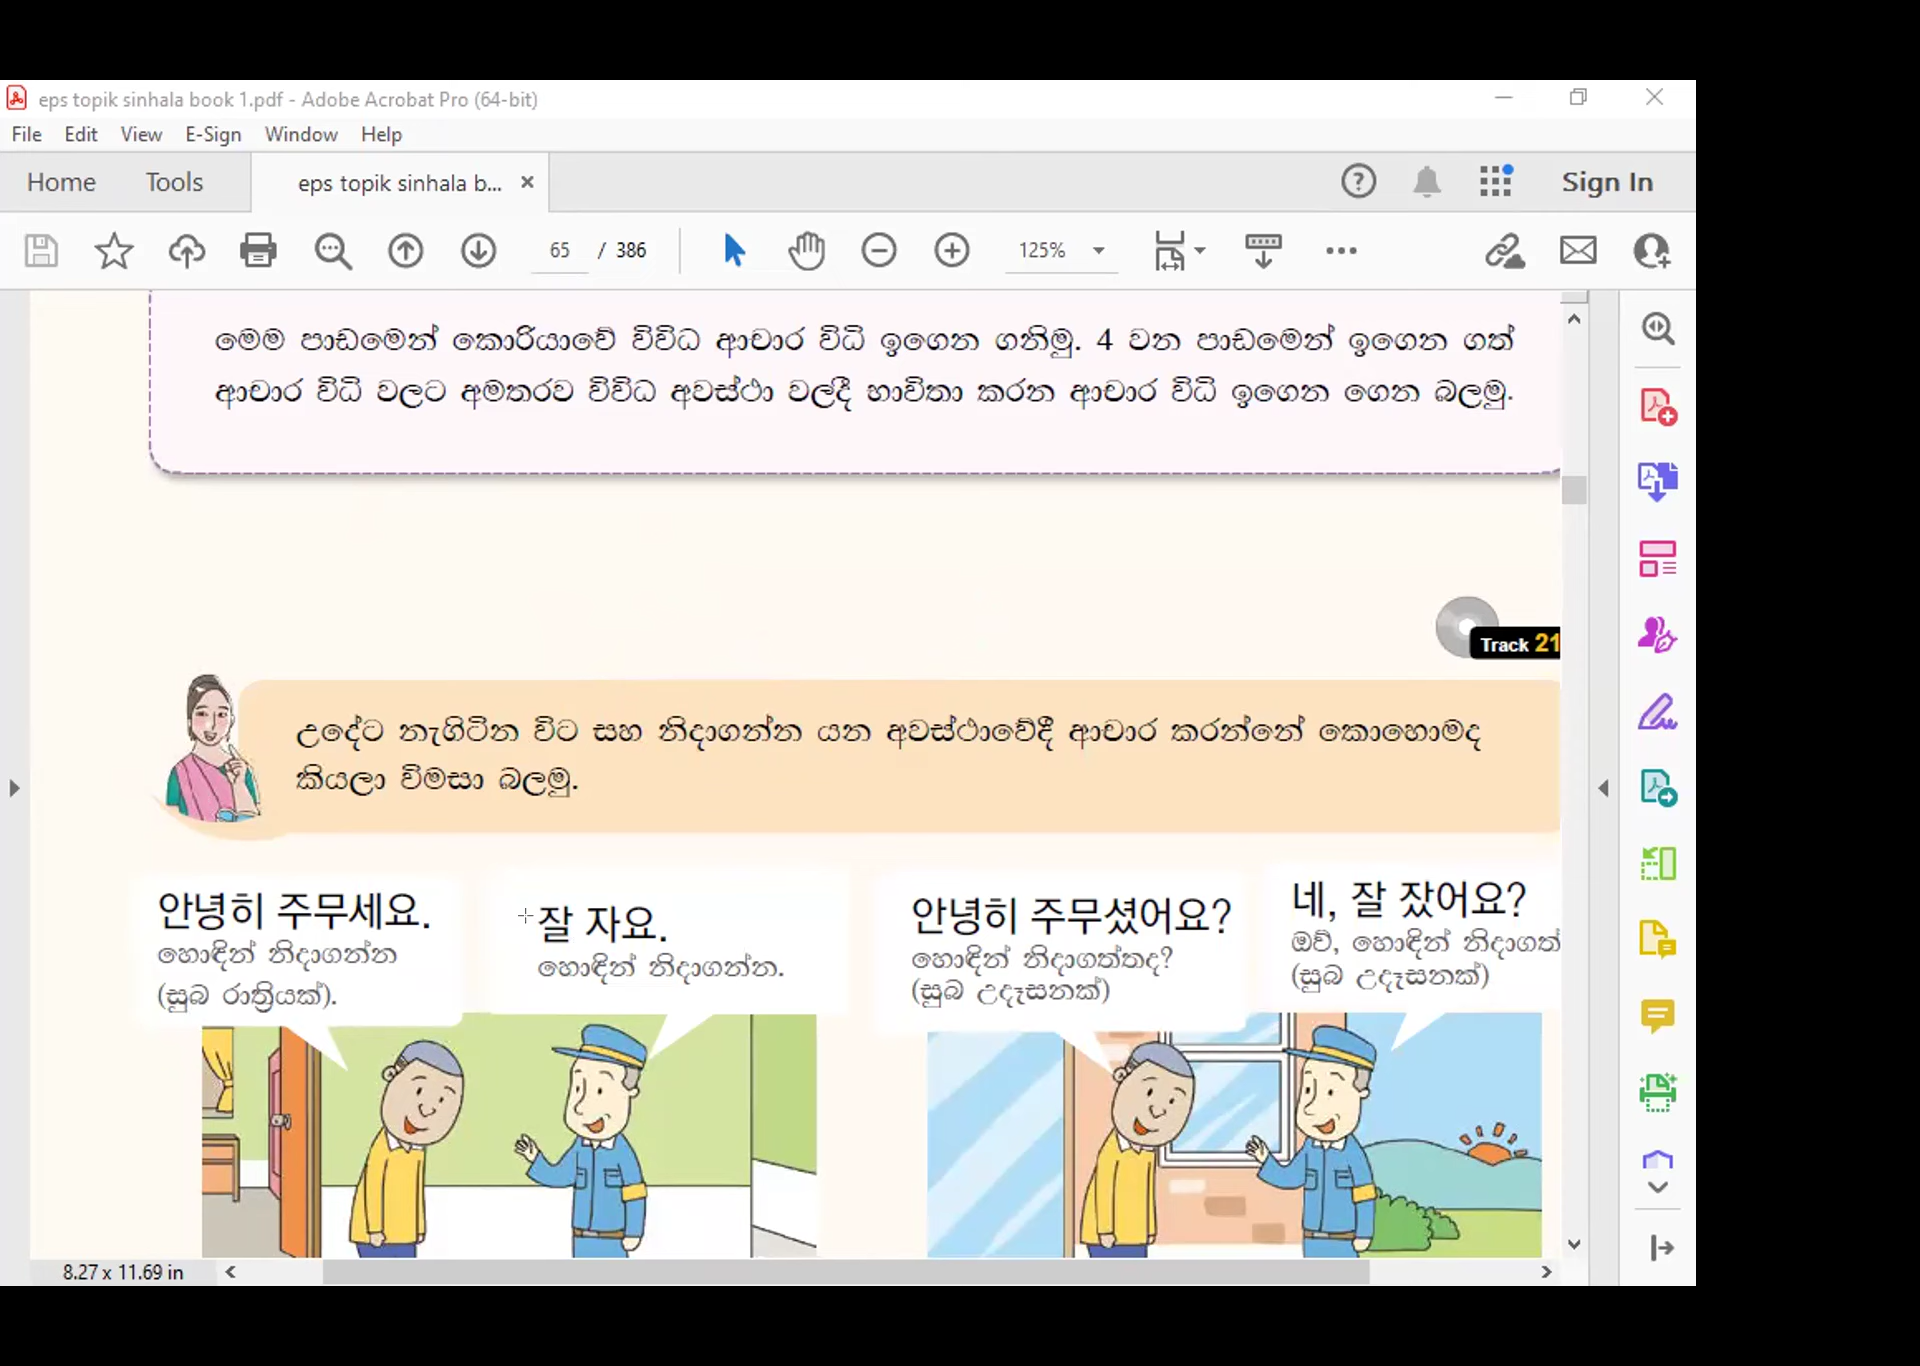 eps topik sinhala book 1.pdf - Adobe Acrobat Pro (64-bit)
File Edit View E-Sign Window Help
Home Tools eps topik sinhala b... Sign In
65 / 386 125%
මෙම පාඩමෙන් කොරියාවේ විවිධ ආචාර විධි ඉගෙන ගනිමු. 4 වන පාඩමෙන් ඉගෙන ගත්
ආචාර විධි වලට අමතරව විවිධ අවස්ථා වලදී භාවිතා කරන ආචාර විධි ඉගෙන ගෙන බලමු.
Track 21
උදේට නැගිටින විට සහ නිදාගන්න යන අවස්ථාවේදී ආචාර කරන්නේ කොහොමද
කියලා විමසා බලමු.
안녕히 주무세요.
හොඳින් නිදාගන්න
(සුබ රාත්‍රියක්).
잘 자요.
හොඳින් නිදාගන්න.
안녕히 주무셨어요?
හොඳින් නිදාගත්තද?
(සුබ උදෑසනක්)
네, 잘 잤어요?
ඔව්, හොඳින් නිදාගත්
(සුබ උදෑසනක්)
8.27 x 11.69 in